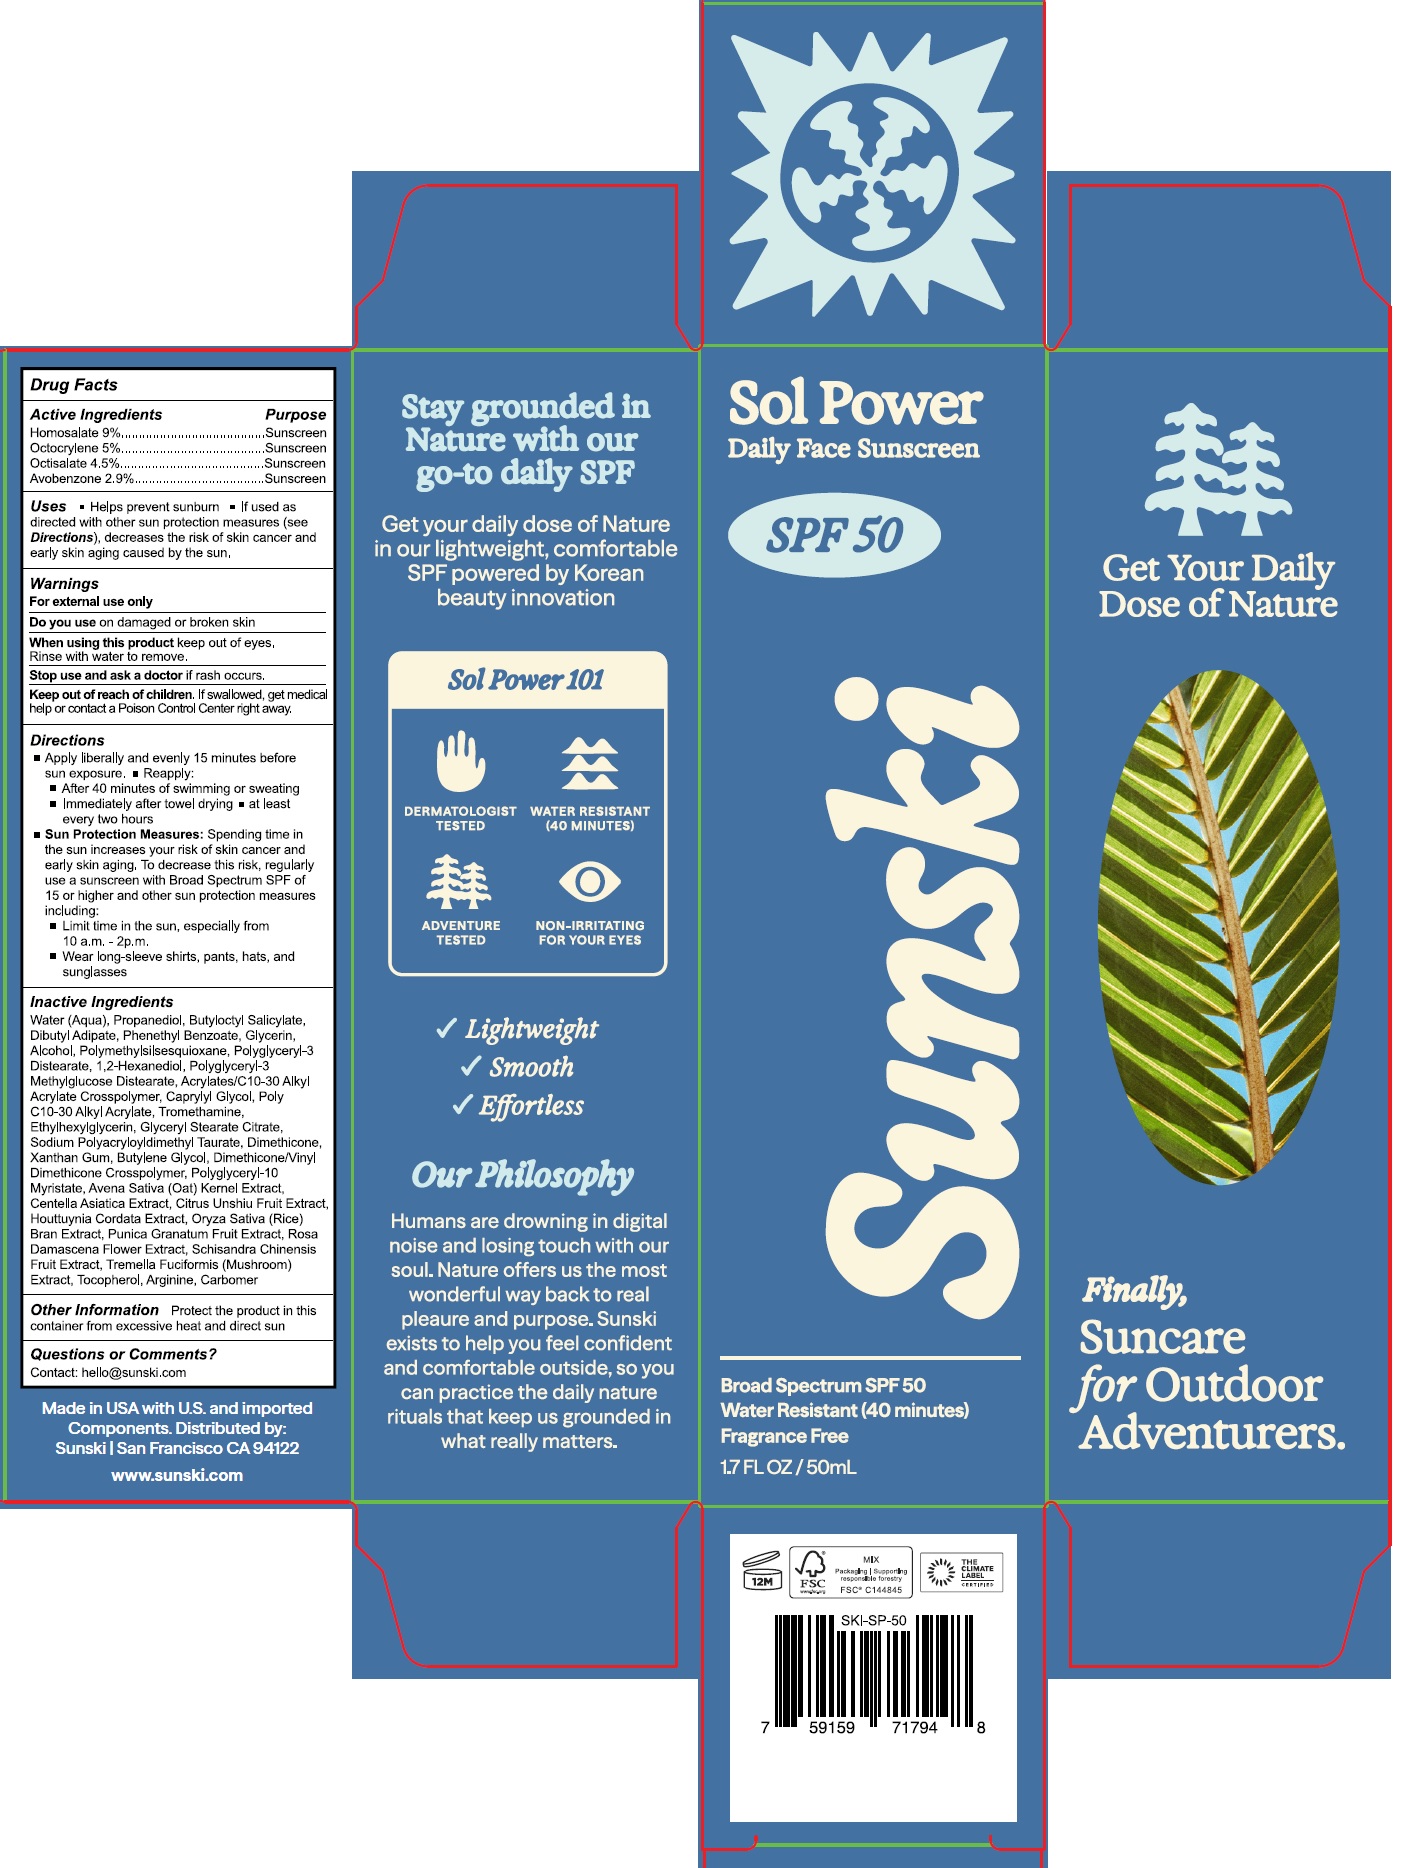 Drug Facts
Active Ingredients Purpose
Homosalate 9%......................................Sunscreen
Octocrylene 5%......................................Sunscreen
Octisalate 4.5%......................................Sunscreen
Avobenzone 2.9%..................................Sunscreen
Uses ▪ Helps prevent sunburn ▪ If used as
directed with other sun protection measures (see
Directions), decreases the risk of skin cancer and
early skin aging caused by the sun.
Warnings
For external use only
Do you use on damaged or broken skin
When using this product keep out of eyes.
Rinse with water to remove.
Stop use and ask a doctor if rash occurs.
Keep out of reach of children. If swallowed, get medical
help or contact a Poison Control Center right away.
Directions
▪ Apply liberally and evenly 15 minutes before
sun exposure. ▪ Reapply:
▪ After 40 minutes of swimming or sweating
▪ Immediately after towel drying ▪ at least
every two hours
▪ Sun Protection Measures: Spending time in
the sun increases your risk of skin cancer and
early skin aging. To decrease this risk, regularly
use a sunscreen with Broad Spectrum SPF of
15 or higher and other sun protection measures
including:
▪ Limit time in the sun, especially from
10 a.m. - 2p.m.
▪ Wear long-sleeve shirts, pants, hats, and
sunglasses
Inactive Ingredients
Water (Aqua), Propanediol, Butyloctyl Salicylate,
Dibutyl Adipate, Phenethyl Benzoate, Glycerin,
Alcohol, Polymethylsilsesquioxane, Polyglyceryl-3
Distearate, 1,2-Hexanediol, Polyglyceryl-3
Methylglucose Distearate, Acrylates/C10-30 Alkyl
Acrylate Crosspolymer, Caprylyl Glycol, Poly
C10-30 Alkyl Acrylate, Tromethamine,
Ethylhexylglycerin, Glyceryl Stearate Citrate,
Sodium Polyacryloyldimethyl Taurate, Dimethicone,
Xanthan Gum, Butylene Glycol, Dimethicone/Vinyl
Dimethicone Crosspolymer, Polyglyceryl-10
Myristate, Avena Sativa (Oat) Kernel Extract,
Centella Asiatica Extract, Citrus Unshiu Fruit Extract,
Houttuynia Cordata Extract, Oryza Sativa (Rice)
Bran Extract, Punica Granatum Fruit Extract, Rosa
Damascena Flower Extract, Schisandra Chinensis
Fruit Extract, Tremella Fuciformis (Mushroom)
Extract, Tocopherol, Arginine, Carbomer
Other Information Protect the product in this
container from excessive heat and direct sun
Questions or Comments?
Contact: hello@sunski.com
Made in USA with U.S. and imported
Components. Distributed by:
Sunski | San Francisco CA 94122
www.sunski.com
Stay grounded in
Nature with our
go-to daily SPF
Get your daily dose of Nature
in our lightweight, comfortable
SPF powered by Korean
beauty innovation
Sol Power 101
DERMATOLOGIST
TESTED
WATER RESISTANT
(40 MINUTES)
ADVENTURE
TESTED
NON-IRRITATING
FOR YOUR EYES
✓ Lightweight
✓ Smooth
✓ Effortless
Our Philosophy
Humans are drowning in digital
noise and losing touch with our
soul. Nature offers us the most
wonderful way back to real
pleaure and purpose. Sunski
exists to help you feel confident
and comfortable outside, so you
can practice the daily nature
rituals that keep us grounded in
what really matters.
Sol Power
Daily Face Sunscreen
SPF 50
Sunski
Broad Spectrum SPF 50
Water Resistant (40 minutes)
Fragrance Free
1.7 FL OZ / 50mL
Get Your Daily
Dose of Nature
Finally,
Suncare
for Outdoor
Adventurers.
12M
FSC
www.fsc.org
MIX
Packaging | Supporting
responsible forestry
FSC® C144845
THE
CLIMATE
LABEL
CERTIFIED
SKI-SP-50
7 59159 71794 8